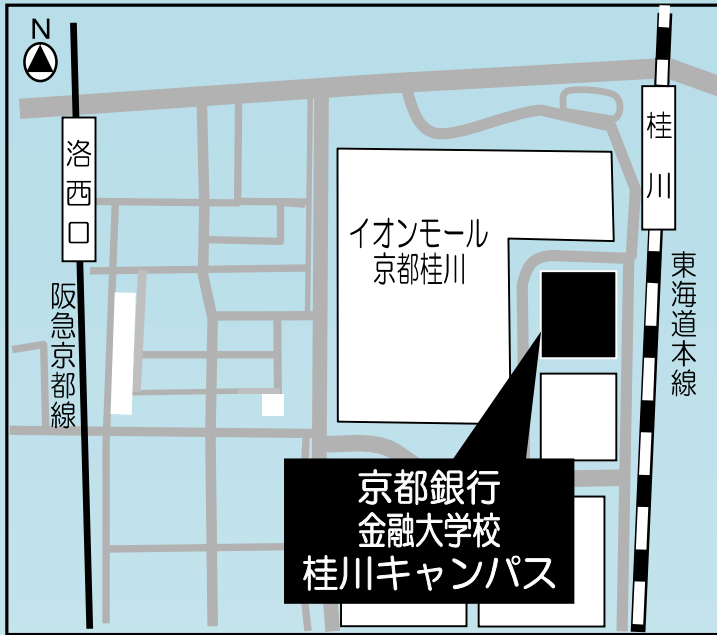 N
洛西口
阪急京都線
イオンモール
京都桂川
桂川
東海道本線
京都銀行
金融大学校
桂川キャンパス